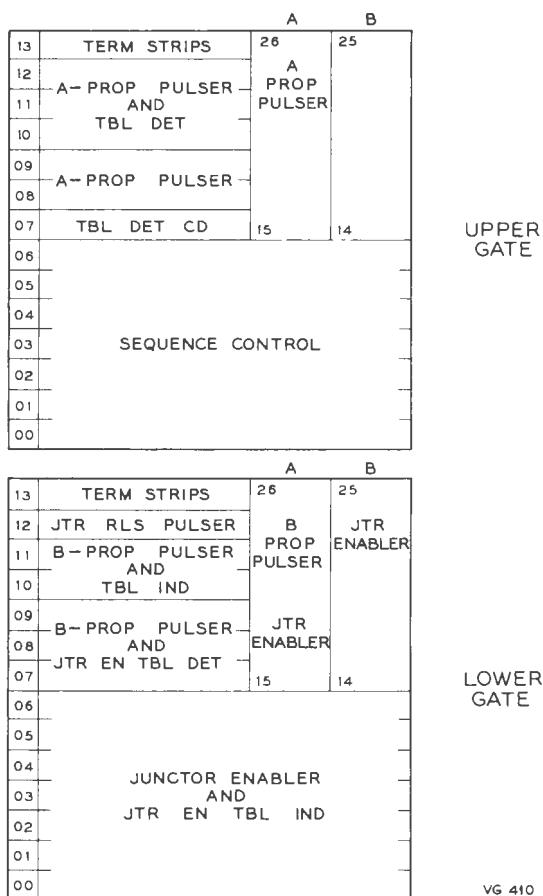 A B
13 TERM STRIPS 26 25
12
11
10
A-PROP PULSER
AND
TBL DET
A
PROP
PULSER
09
08
A-PROP PULSER
07 TBL DET CD 15 14
06
05
04
03 SEQUENCE CONTROL
02
01
00
UPPER
GATE
A B
13 TERM STRIPS 26 25
12 JTR RLS PULSER
11
10
B-PROP PULSER
AND
TBL IND
B
PROP
PULSER
JTR
ENABLER
09
08
07
B-PROP PULSER
AND
JTR EN TBL DET
JTR
ENABLER
15 14
06
05
04
03
02
01
00
JUNCTOR ENABLER
AND
JTR EN TBL IND
LOWER
GATE
VG 410